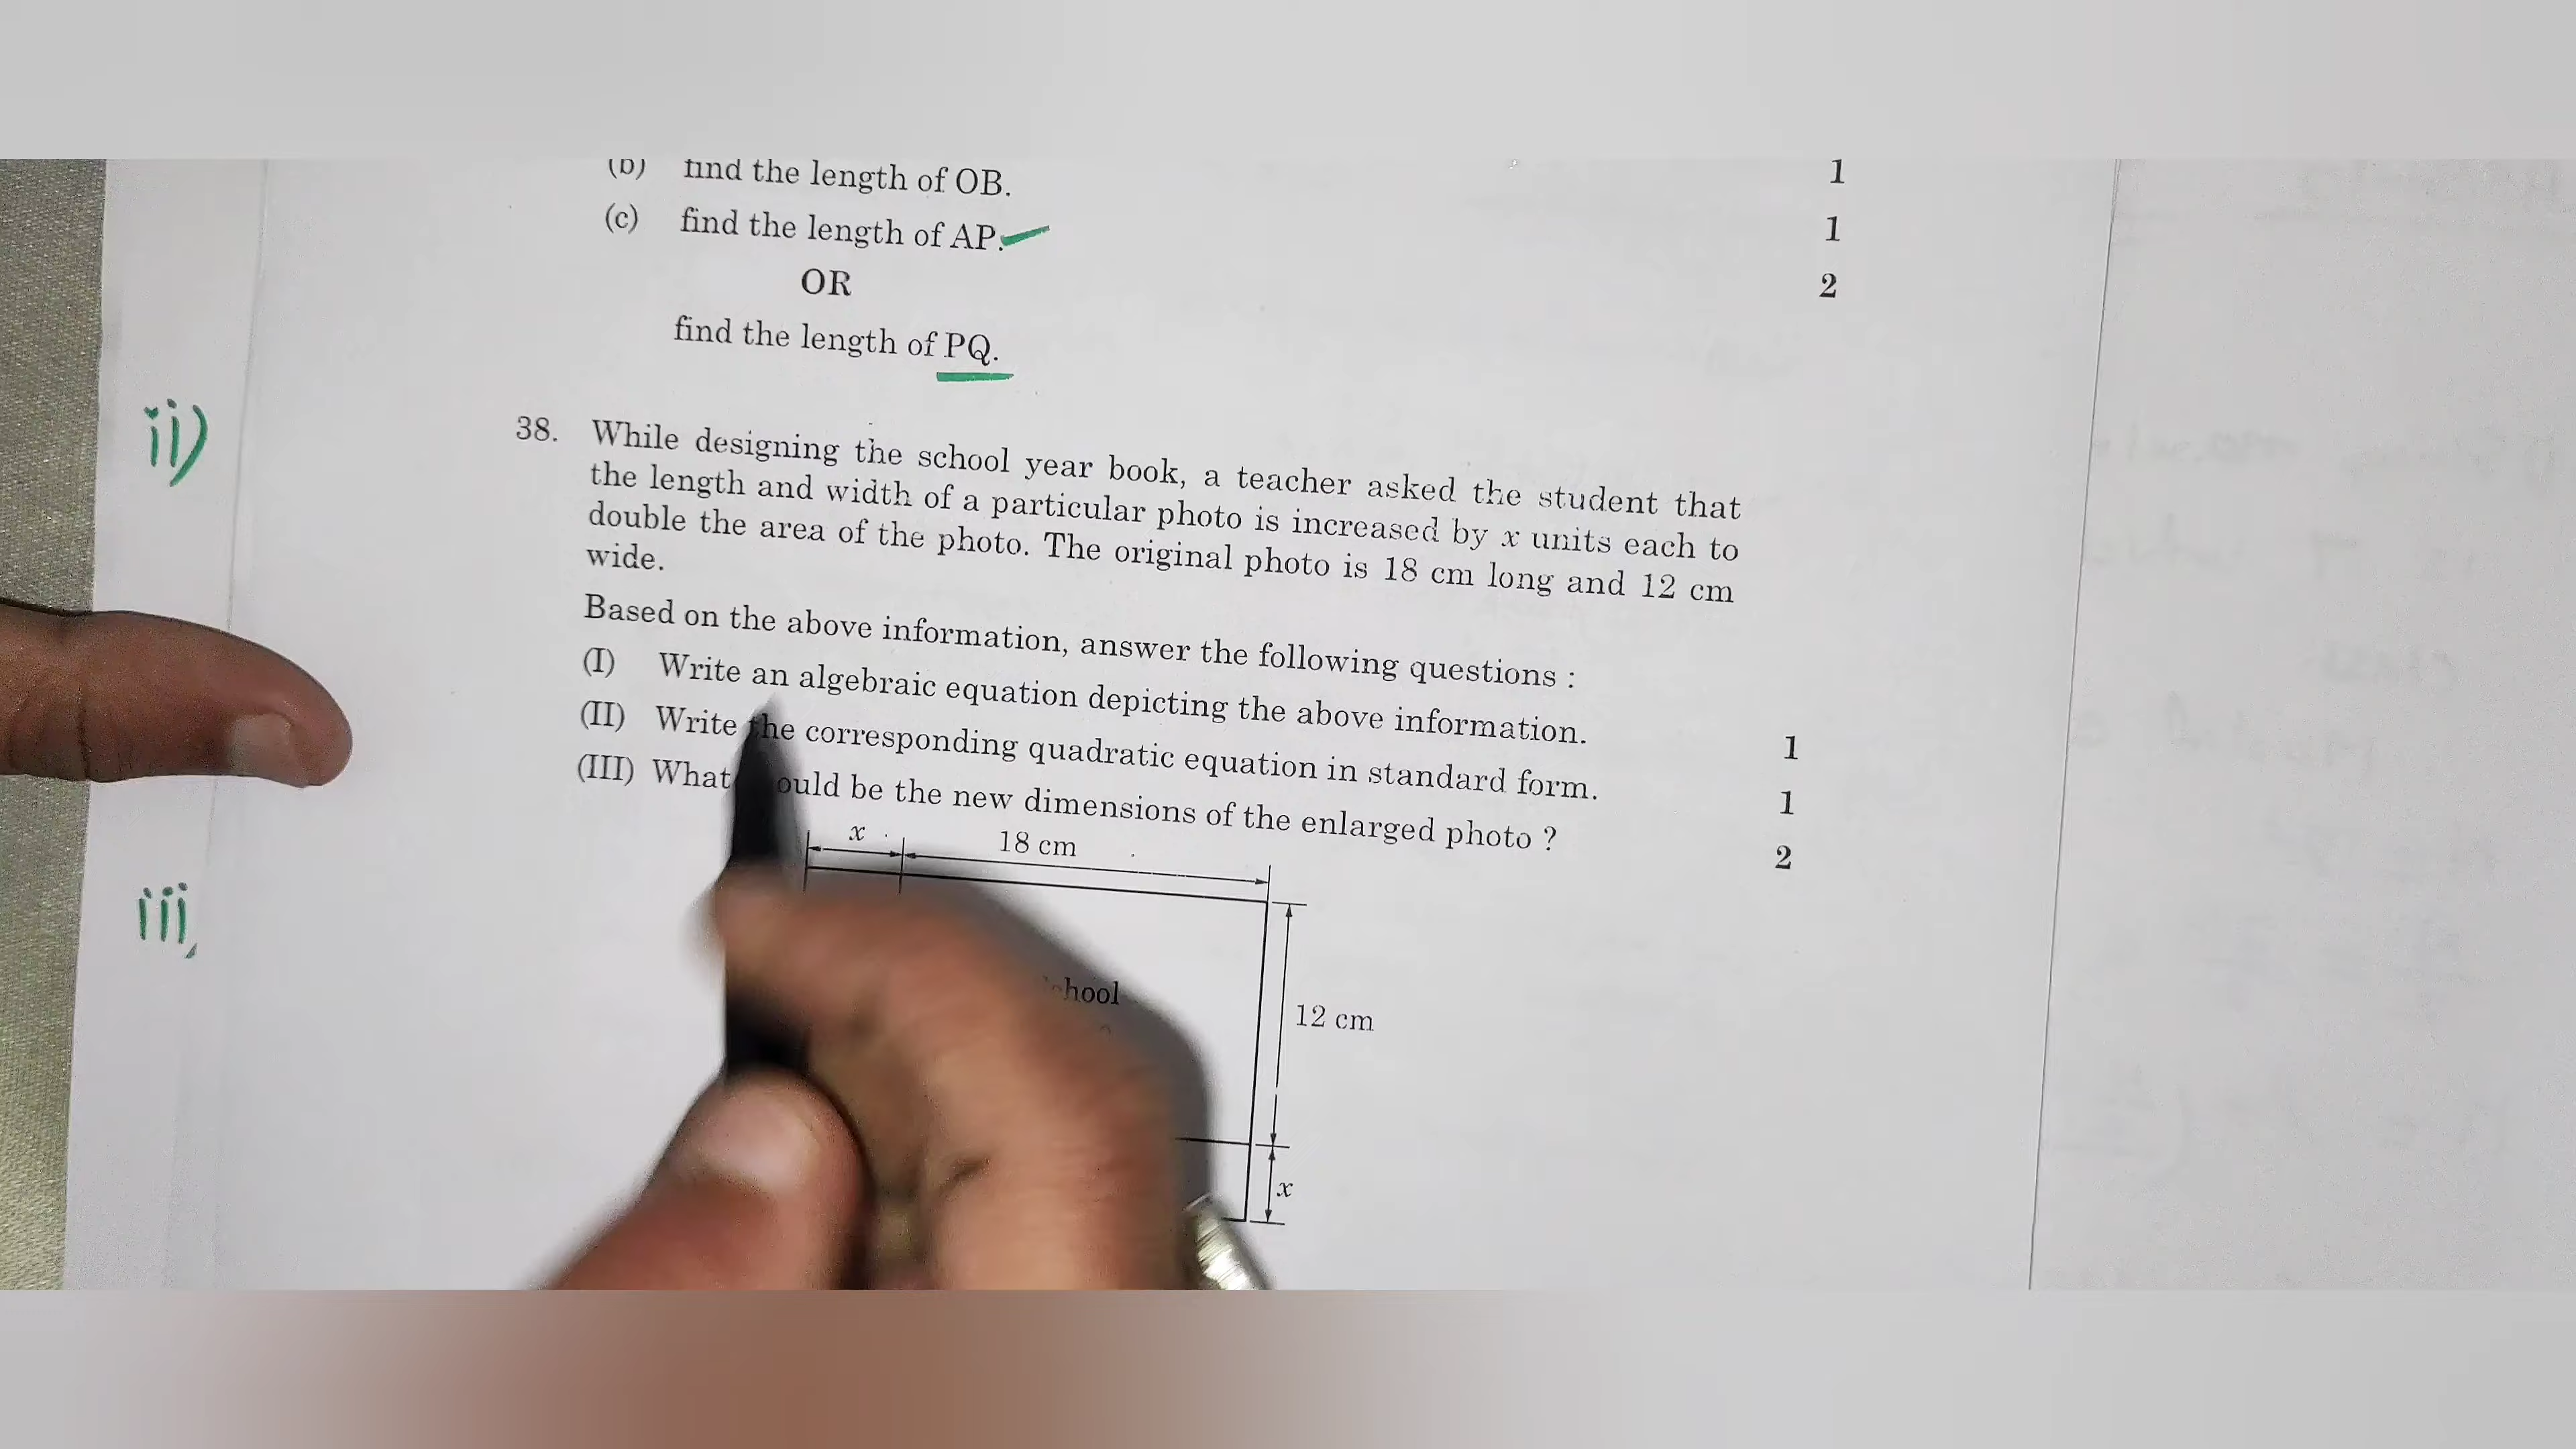 (b) find the length of OB. 1
(c) find the length of AP. 1
OR 2
find the length of PQ.
ii)
38. While designing the school year book, a teacher asked the student that
the length and width of a particular photo is increased by x units each to
double the area of the photo. The original photo is 18 cm long and 12 cm
wide.
Based on the above information, answer the following questions :
(I) Write an algebraic equation depicting the above information. 1
(II) Write the corresponding quadratic equation in standard form. 1
(III) What would be the new dimensions of the enlarged photo ? 2
x 18 cm
iii,
12 cm
x